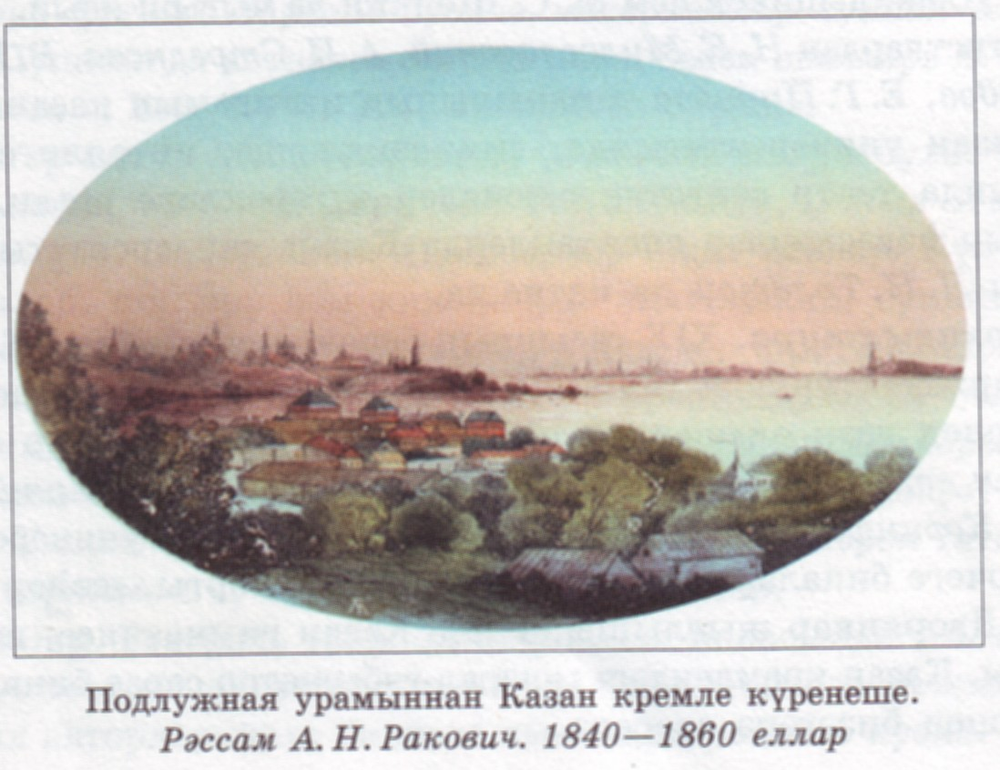 Подлужная урамыннан Казан кремле күренеше.
Рәссам А. Н. Ракович. 1840—1860 еллар